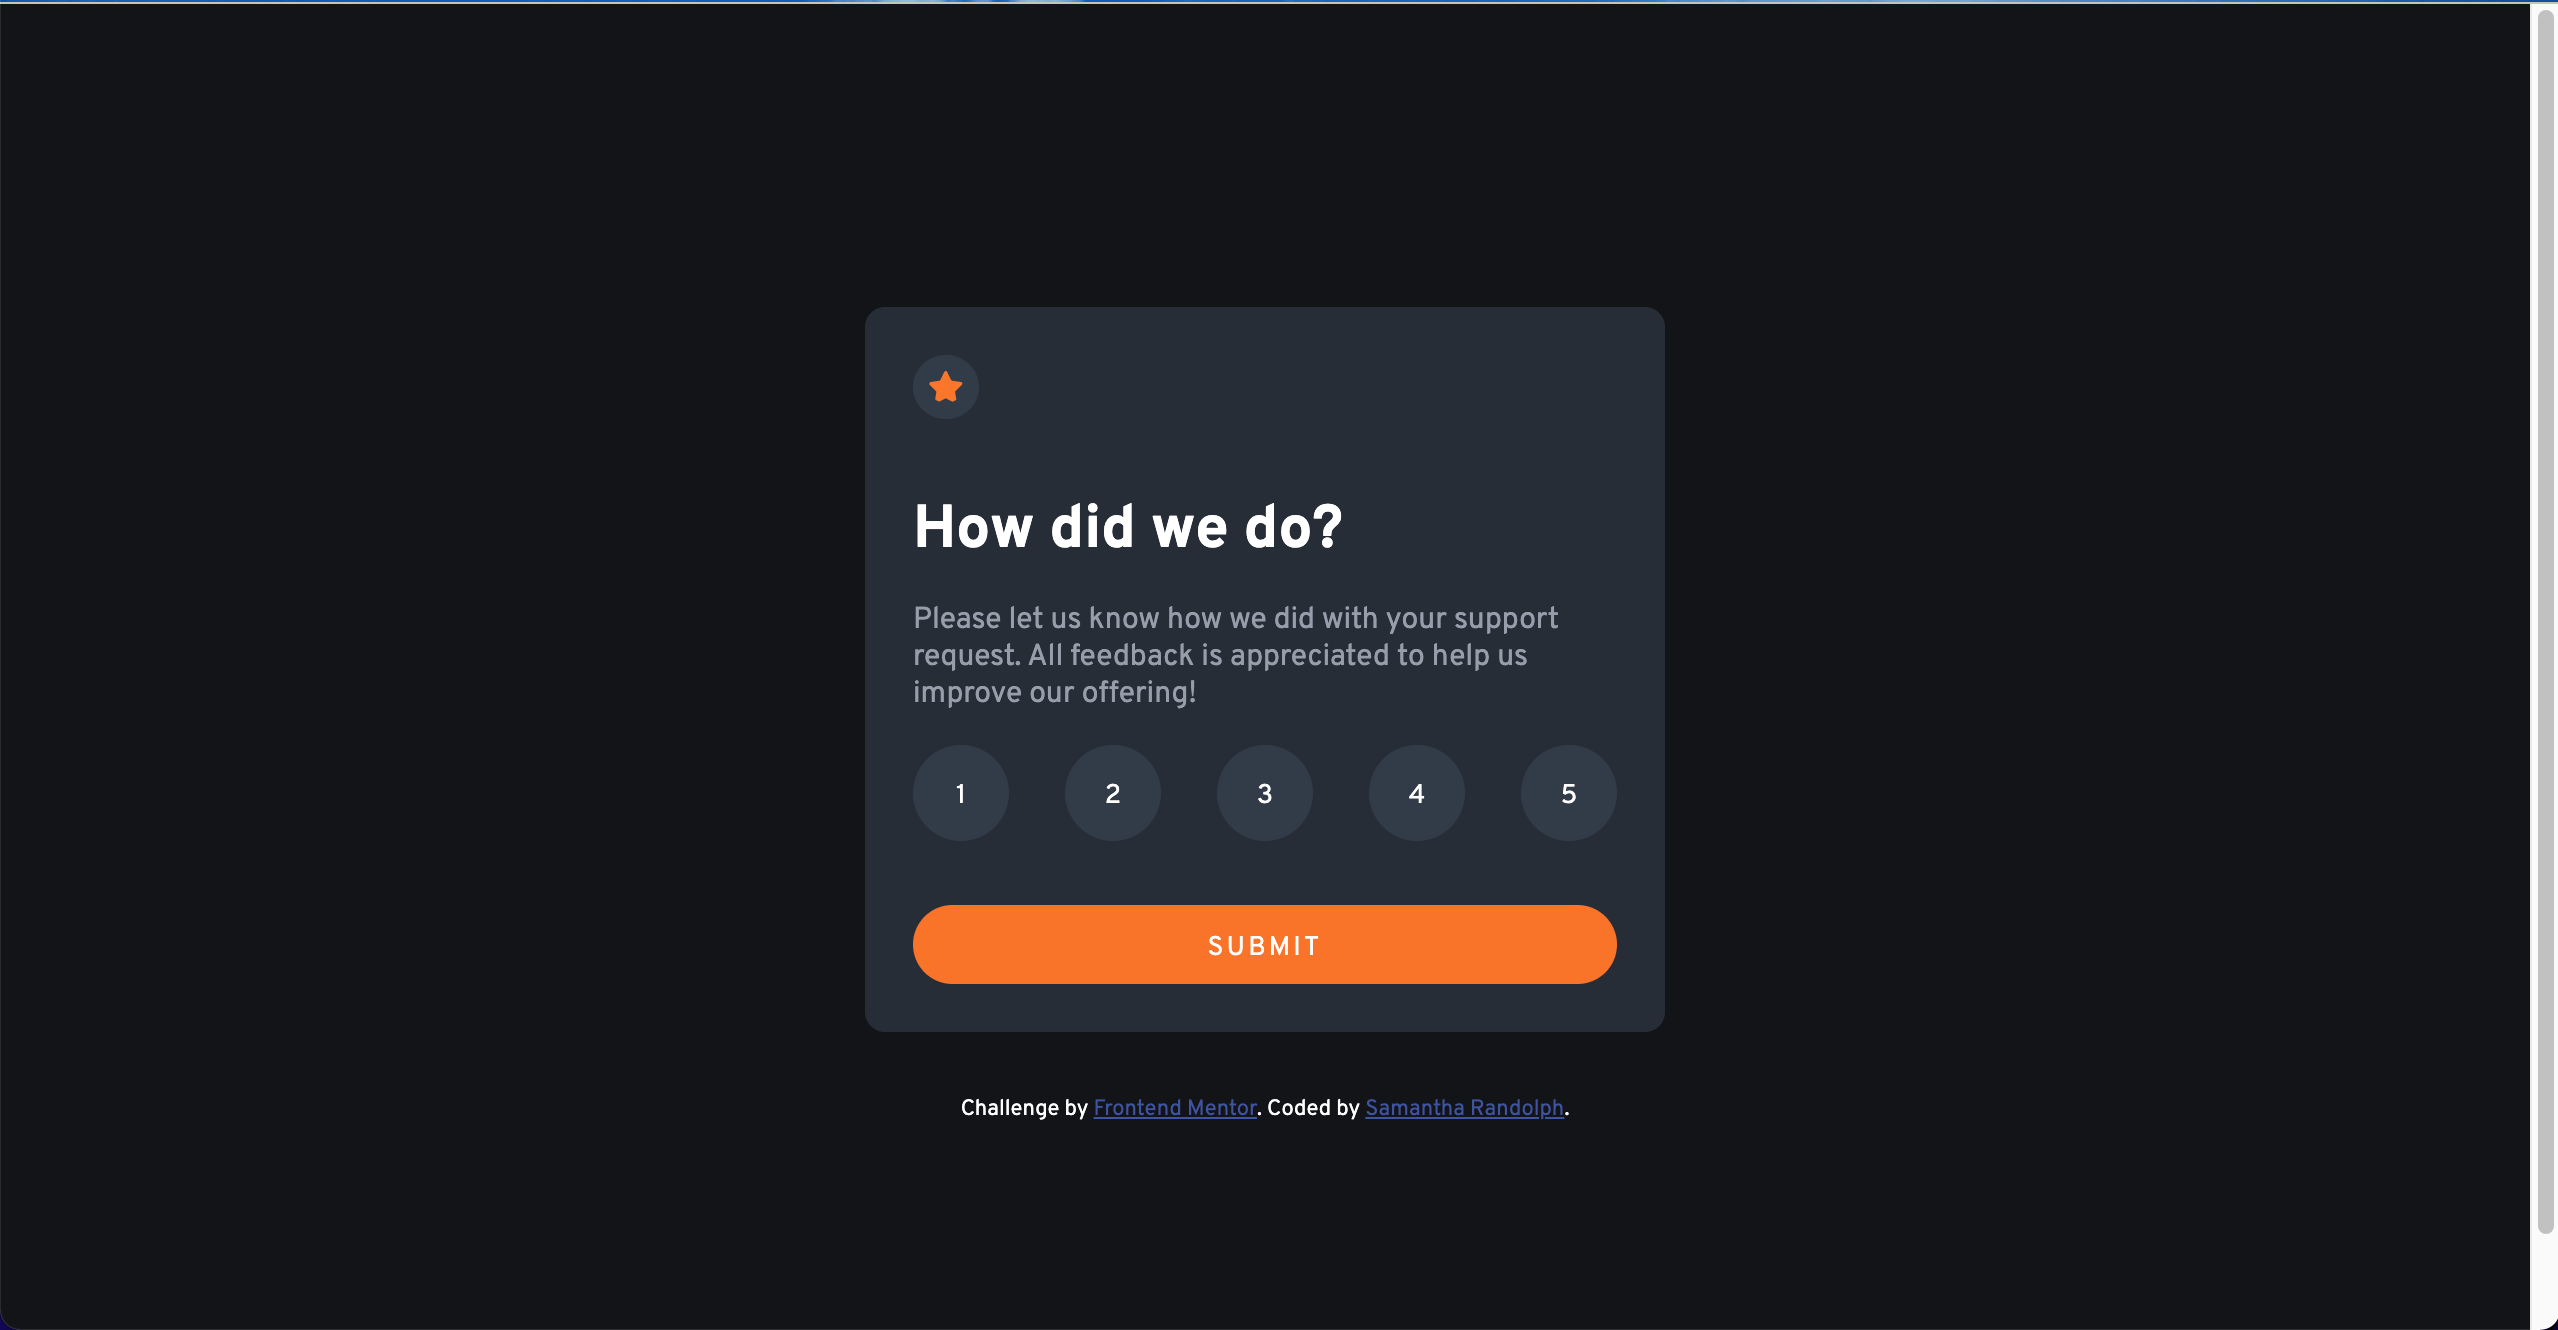 How did we do?
Please let us know how we did with your support
request. All feedback is appreciated to help us
improve our offering!
1 2 3 4 5
SUBMIT
Challenge by Frontend Mentor. Coded by Samantha Randolph.